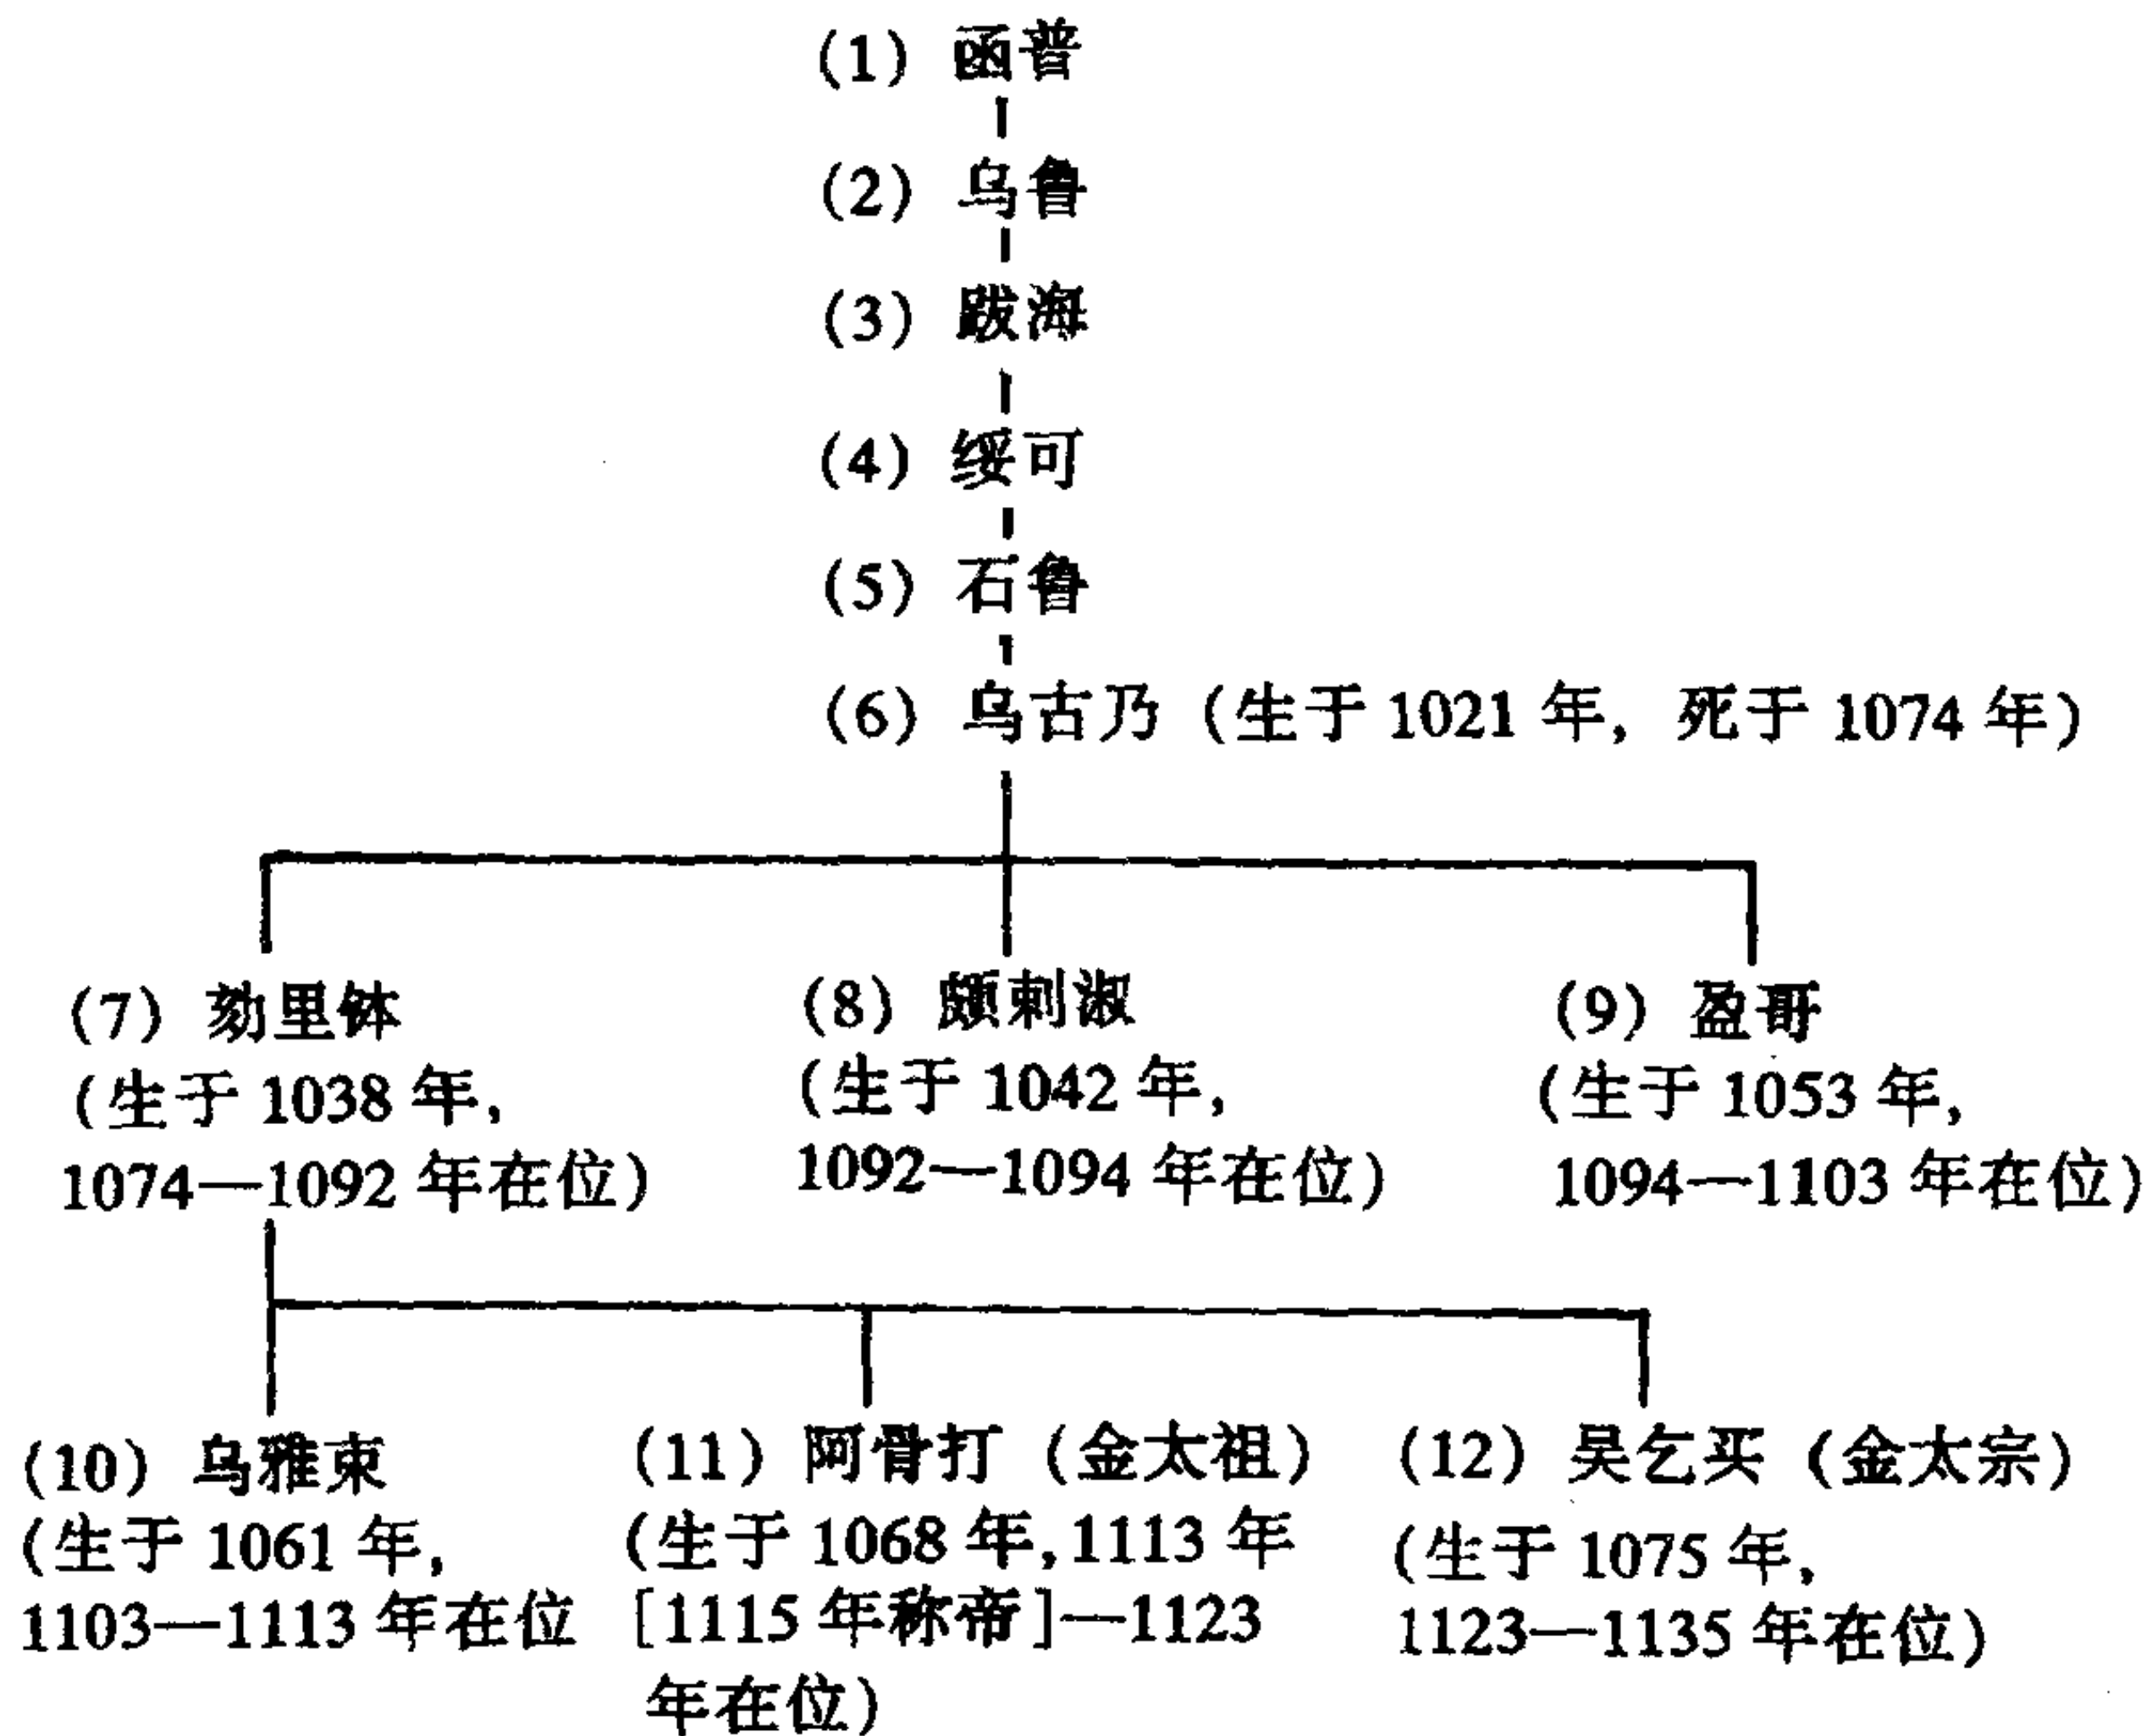 (1) 函普
(2) 乌鲁
(3) 跋海
(4) 绥可
(5) 石鲁
(6) 乌古乃 (生于 1021 年, 死于 1074 年)
(7) 劾里钵
(生于 1038 年,
1074—1092 年在位)
(8) 颇剌淑
(生于 1042 年,
1092—1094 年在位)
(9) 盈哥
(生于 1053 年,
1094—1103 年在位)
(10) 乌雅束
(生于 1061 年,
1103—1113 年在位
(11) 阿骨打 (金太祖)
(生于 1068 年,1113 年
[1115 年称帝]—1123
年在位)
(12) 吴乞买 (金太宗)
(生于 1075 年,
1123—1135 年在位)